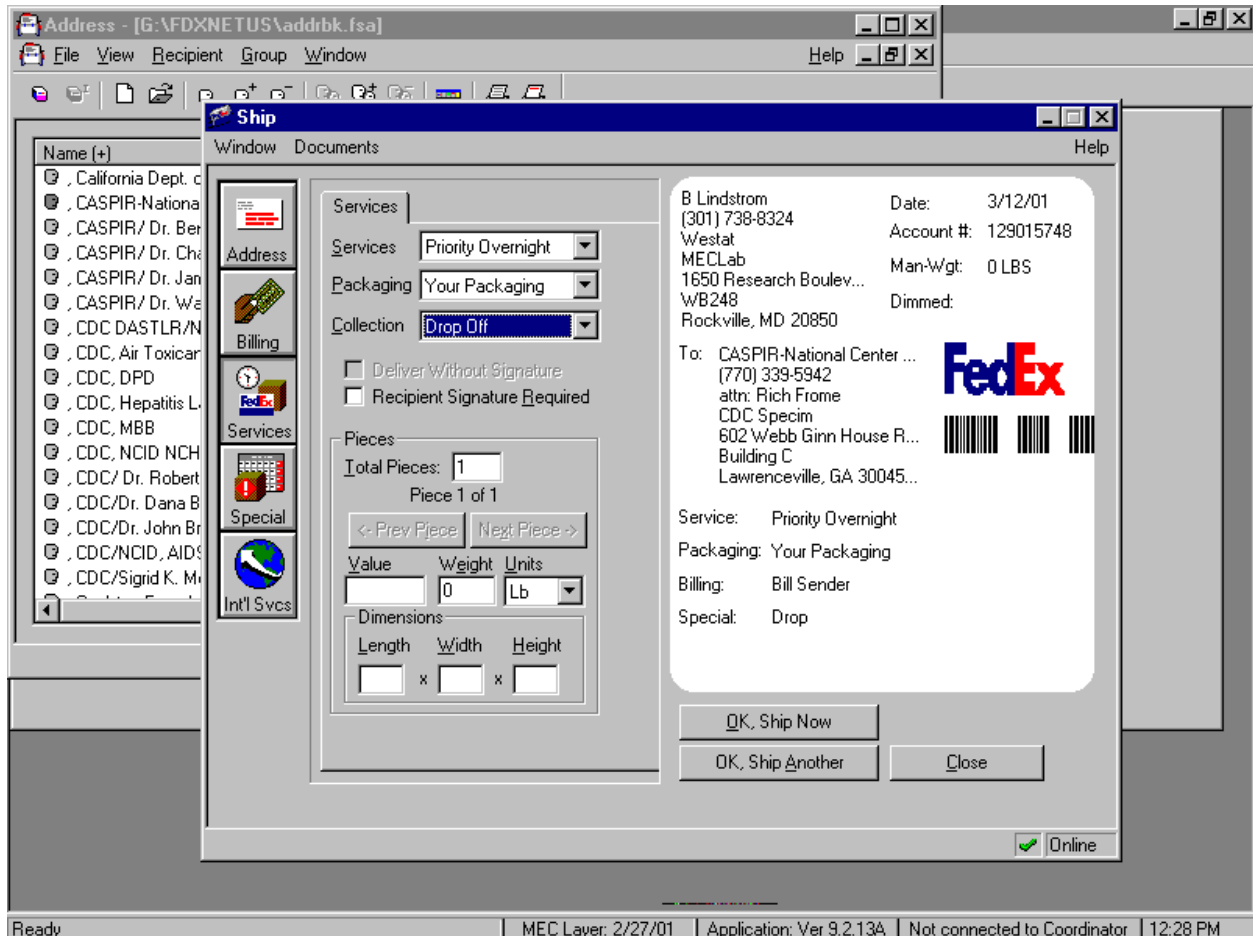 Address - [G:\FDXNETUS\addrbk.fsa]
File View Recipient Group Window Help
Ship
Window Documents Help
Name (+)
, California Dept.
, CASPIR-Nationa
, CASPIR/ Dr. Ber
, CASPIR/ Dr. Cha
, CASPIR/ Dr. Jan
, CASPIR/ Dr. Wa
, CDC DASTLR/N
, CDC, Air Toxicar
, CDC, DPD
, CDC, Hepatitis L
, CDC, MBB
, CDC, NCID NCH
, CDC/ Dr. Robert
, CDC/Dr. Dana B
, CDC/Dr. John Br
, CDC/NCID, AIDS
, CDC/Sigrid K. M
Address
Billing
FedEx
Services
Special
Int'l Svcs
Services
Services Priority Overnight
Packaging Your Packaging
Collection Drop Off
Deliver Without Signature
Recipient Signature Required
Pieces
Total Pieces: 1
Piece 1 of 1
<- Prev Piece Next Piece ->
Value Weight Units
0 Lb
Dimensions
Length Width Height
x x
B Lindstrom
(301) 738-8324
Westat
MECLab
1650 Research Boulev...
WB248
Rockville, MD 20850
Date: 3/12/01
Account #: 129015748
Man-Wgt: 0 LBS
Dimmed:
To: CASPIR-National Center ...
(770) 339-5942
attn: Rich Frome
CDC Specim
602 Webb Ginn House R...
Building C
Lawrenceville, GA 30045...
FedEx
Service: Priority Overnight
Packaging: Your Packaging
Billing: Bill Sender
Special: Drop
OK, Ship Now
OK, Ship Another Close
Online
Ready MEC Layer: 2/27/01 Application: Ver 9.2.13A Not connected to Coordinator 12:28 PM